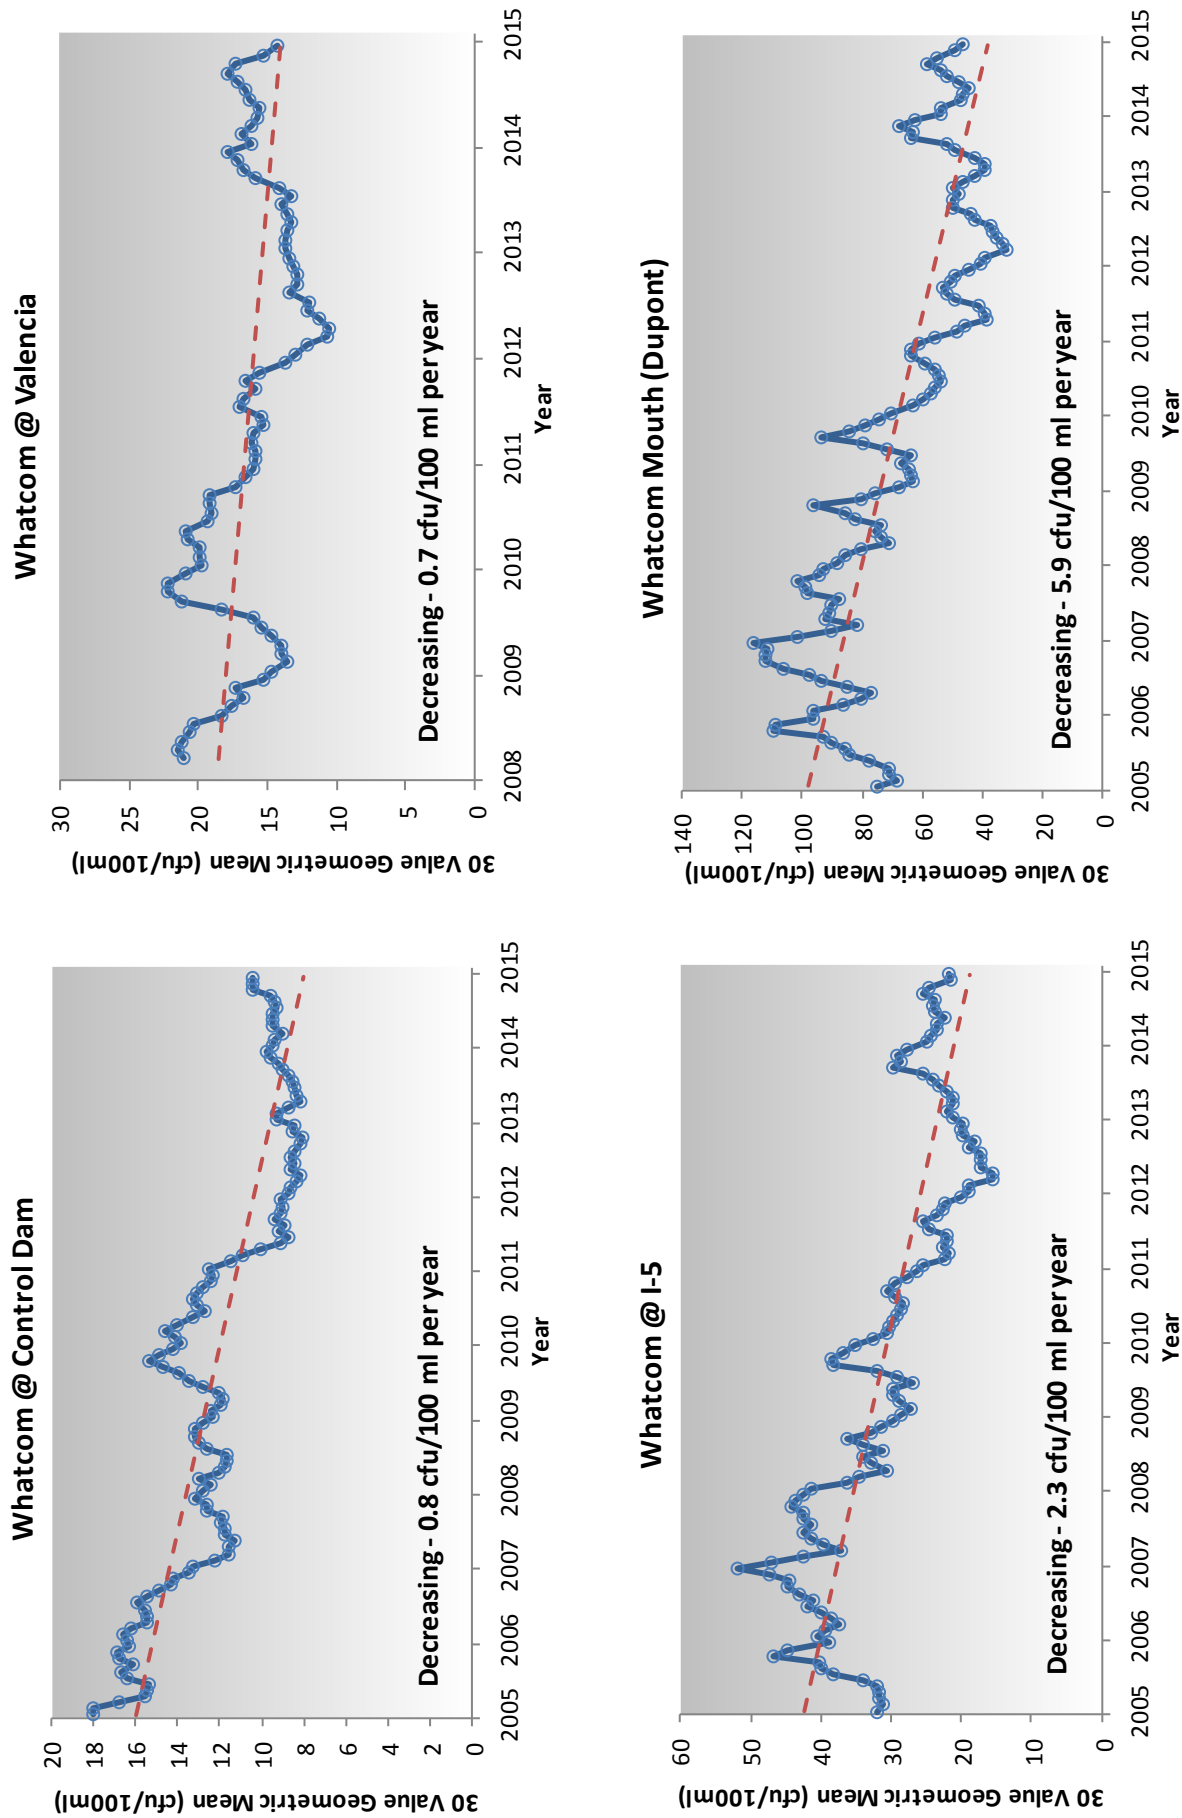 Whatcom @ Control Dam
30 Value Geometric Mean (cfu/100ml)
20
18
16
14
12
10
8
6
4
2
0
Decreasing - 0.8 cfu/100 ml per year
2005 2006 2007 2008 2009 2010 2011 2012 2013 2014 2015
Year
Whatcom @ Valencia
30 Value Geometric Mean (cfu/100ml)
30
25
20
15
10
5
0
Decreasing - 0.7 cfu/100 ml per year
2008 2009 2010 2011 2012 2013 2014 2015
Year
Whatcom @ I-5
30 Value Geometric Mean (cfu/100ml)
60
50
40
30
20
10
0
Decreasing - 2.3 cfu/100 ml per year
2005 2006 2007 2008 2009 2010 2011 2012 2013 2014 2015
Year
Whatcom Mouth (Dupont)
30 Value Geometric Mean (cfu/100ml)
140
120
100
80
60
40
20
0
Decreasing - 5.9 cfu/100 ml per year
2005 2006 2007 2008 2009 2010 2011 2012 2013 2014 2015
Year